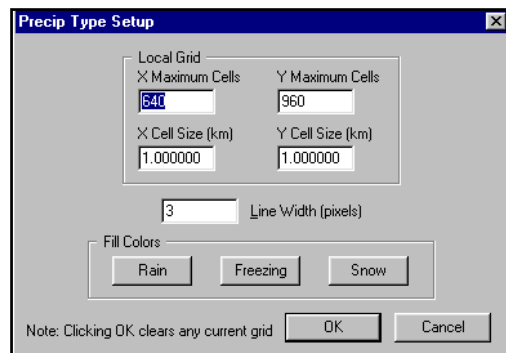 Precip Type Setup
Local Grid
X Maximum Cells Y Maximum Cells
640 960
X Cell Size (km) Y Cell Size (km)
1.000000 1.000000
3 Line Width (pixels)
Fill Colors
Rain Freezing Snow
Note: Clicking OK clears any current grid OK Cancel